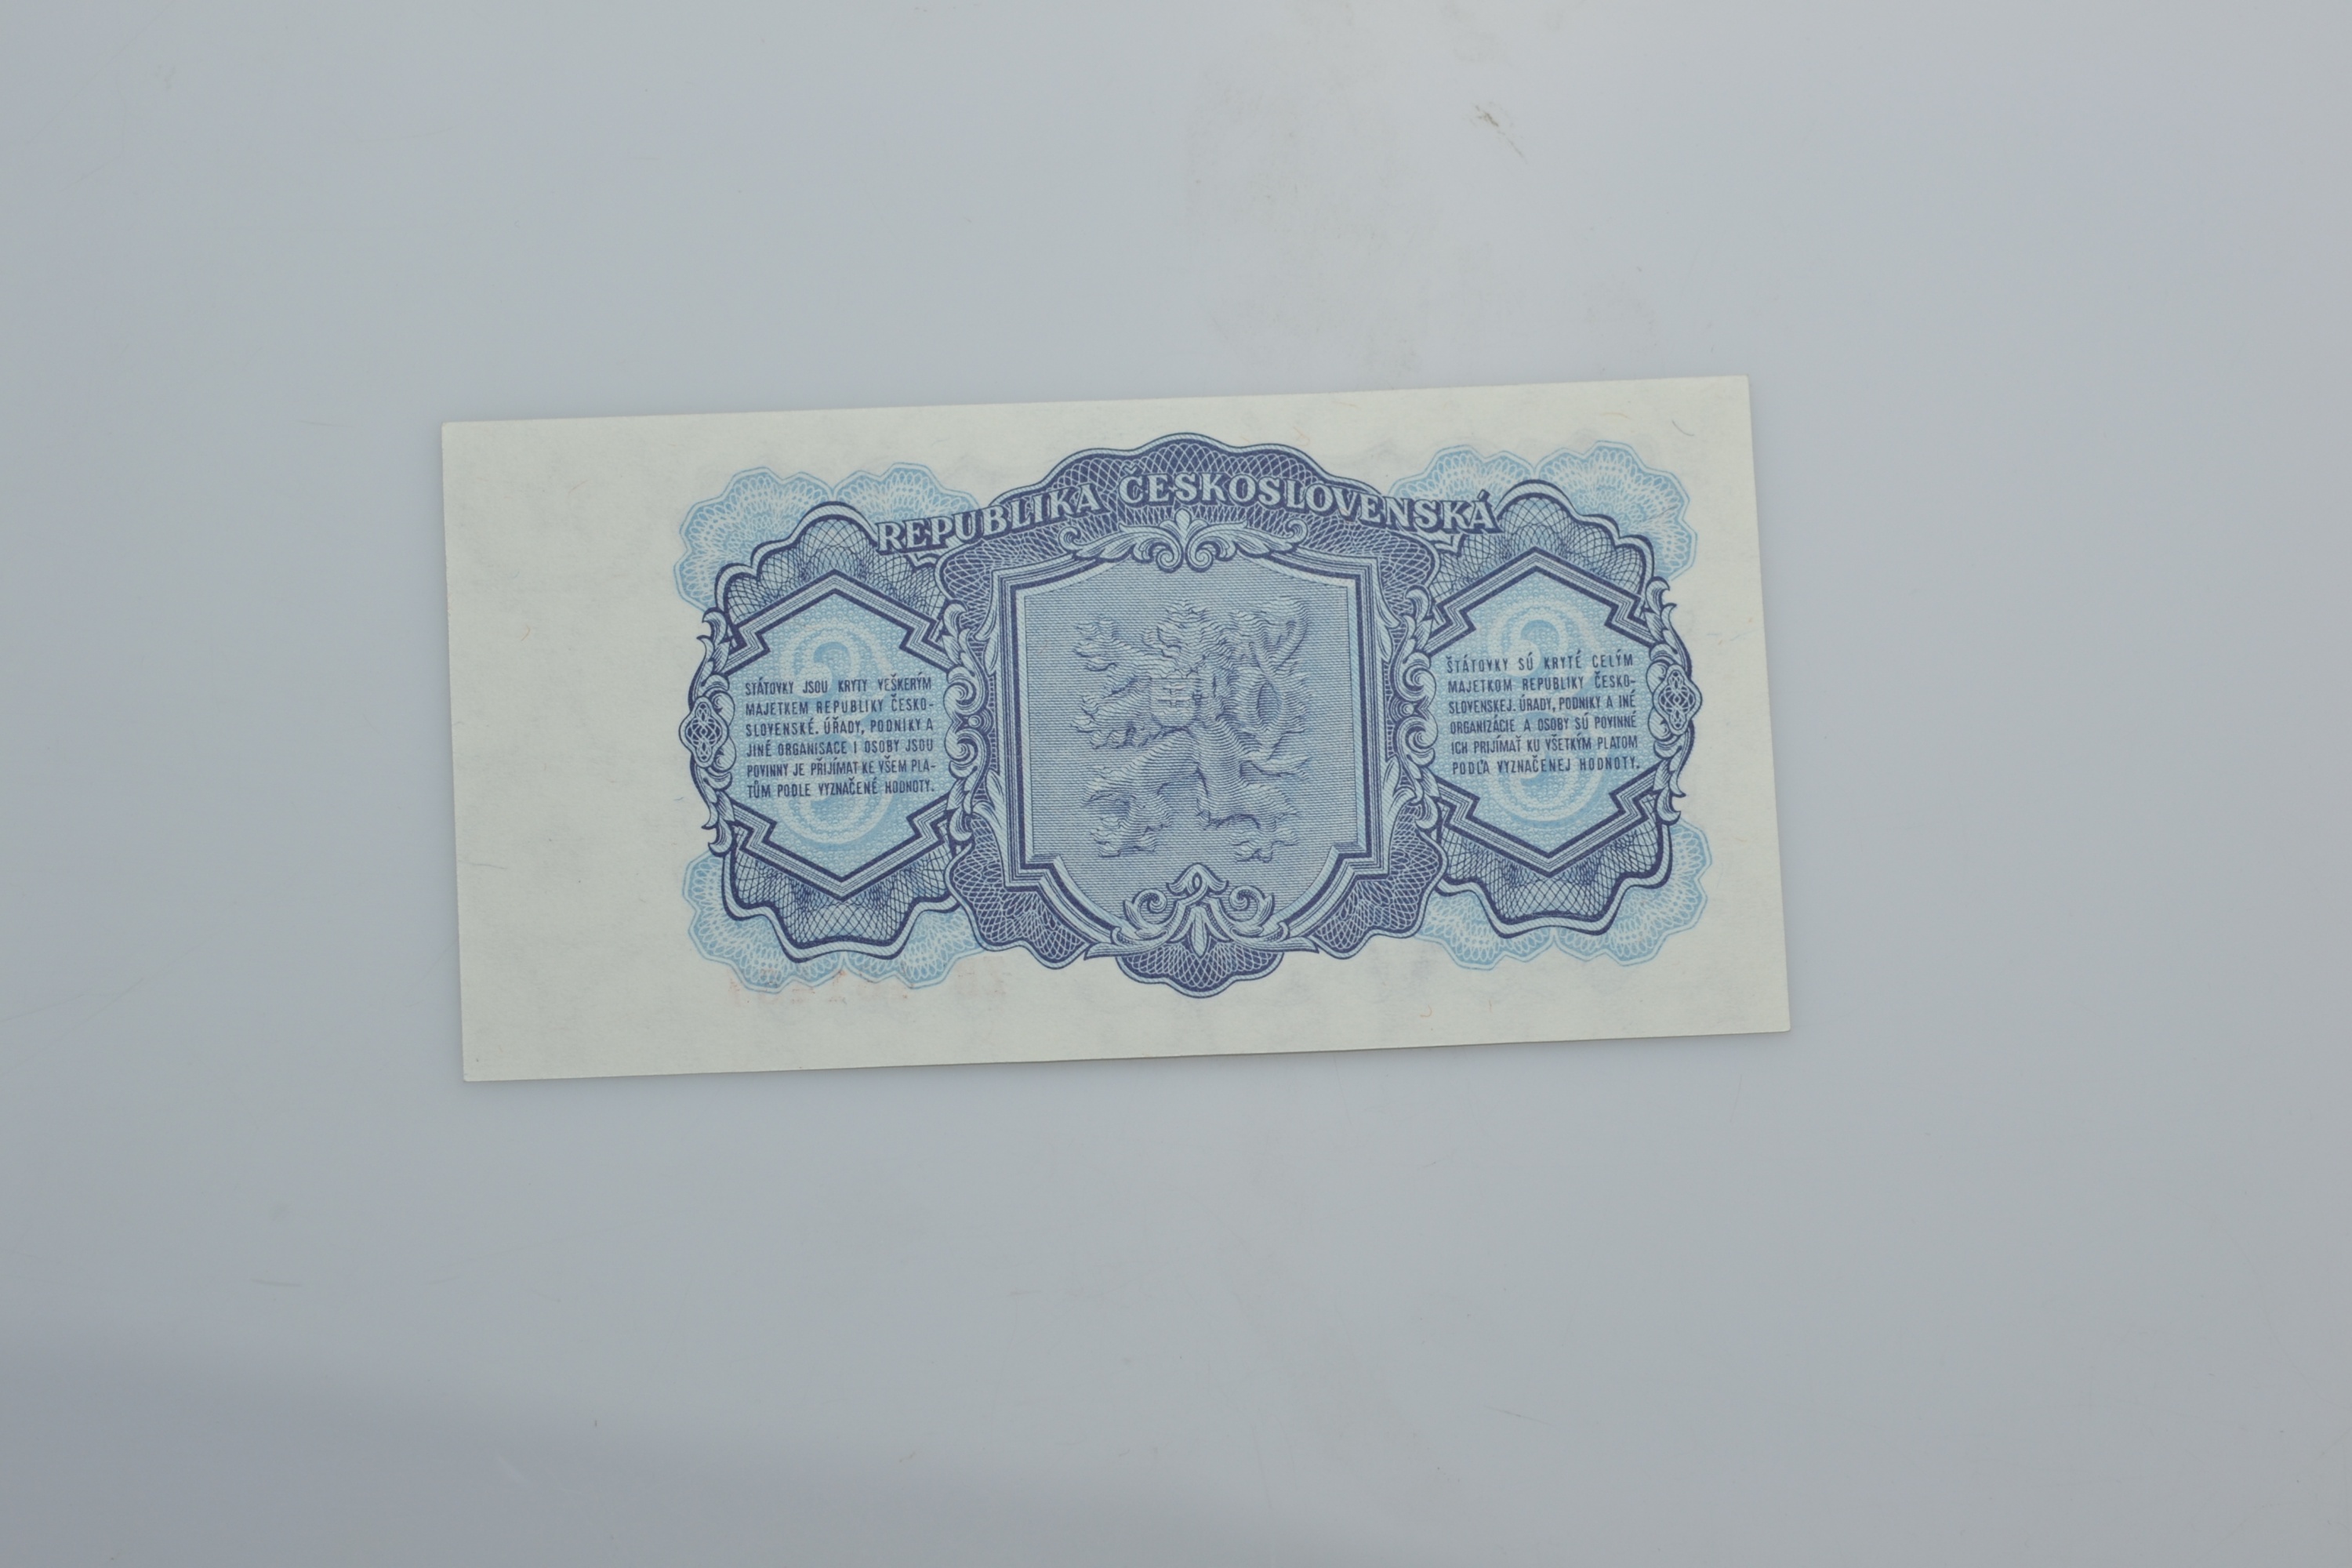 REPUBLIKA ČESKOSLOVENSKÁ
3
STÁTOVKY JSOU KRYTY VEŠKERÝM
MAJETKEM REPUBLIKY ČESKO-
SLOVENSKÉ. ÚŘADY, PODNIKY A
JINÉ ORGANISACE I OSOBY JSOU
POVINNY JE PŘIJÍMAT KE VŠEM PLA-
TŮM PODLE VYZNAČENÉ HODNOTY.
3
ŠTÁTOVKY SÚ KRYTÉ CELÝM
MAJETKOM REPUBLIKY ČESKO-
SLOVENSKEJ. ÚRADY, PODNIKY A INÉ
ORGANIZÁCIE A OSOBY SÚ POVINNÉ
ICH PRIJÍMAŤ KU VŠETKÝM PLATOM
PODĽA VYZNAČENEJ HODNOTY.